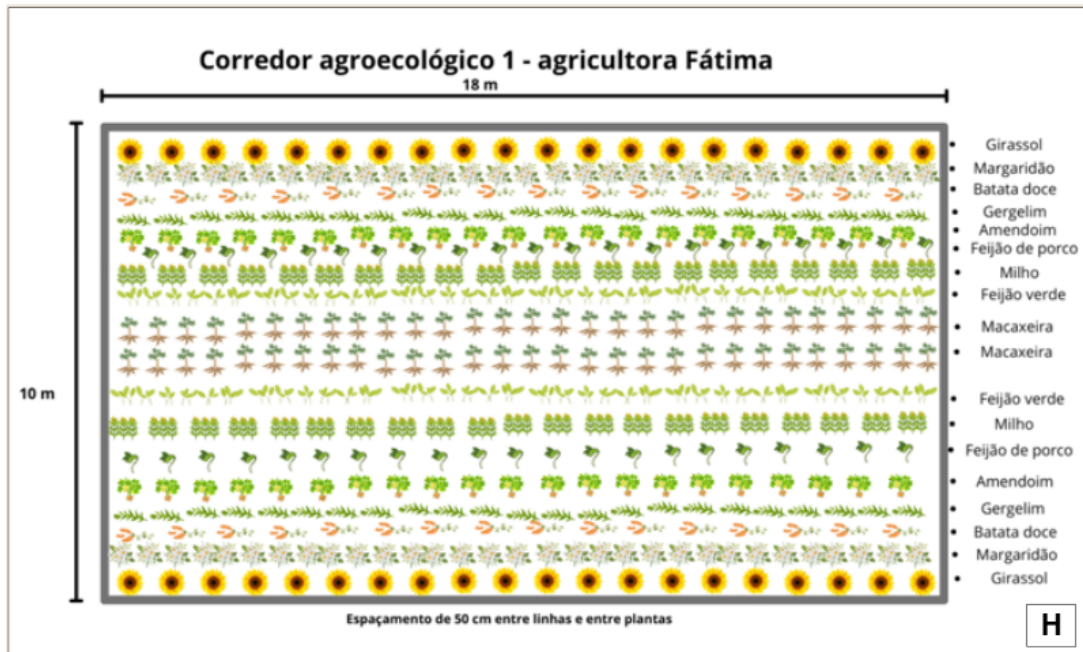 Corredor agroecológico 1 - agricultora Fátima
18 m
10 m
• Girassol
• Margaridão
• Batata doce
• Gergelim
• Amendoim
• Feijão de porco
• Milho
• Feijão verde
• Macaxeira
• Macaxeira
• Feijão verde
• Milho
• Feijão de porco
• Amendoim
• Gergelim
• Batata doce
• Margaridão
• Girassol
Espaçamento de 50 cm entre linhas e entre plantas
H